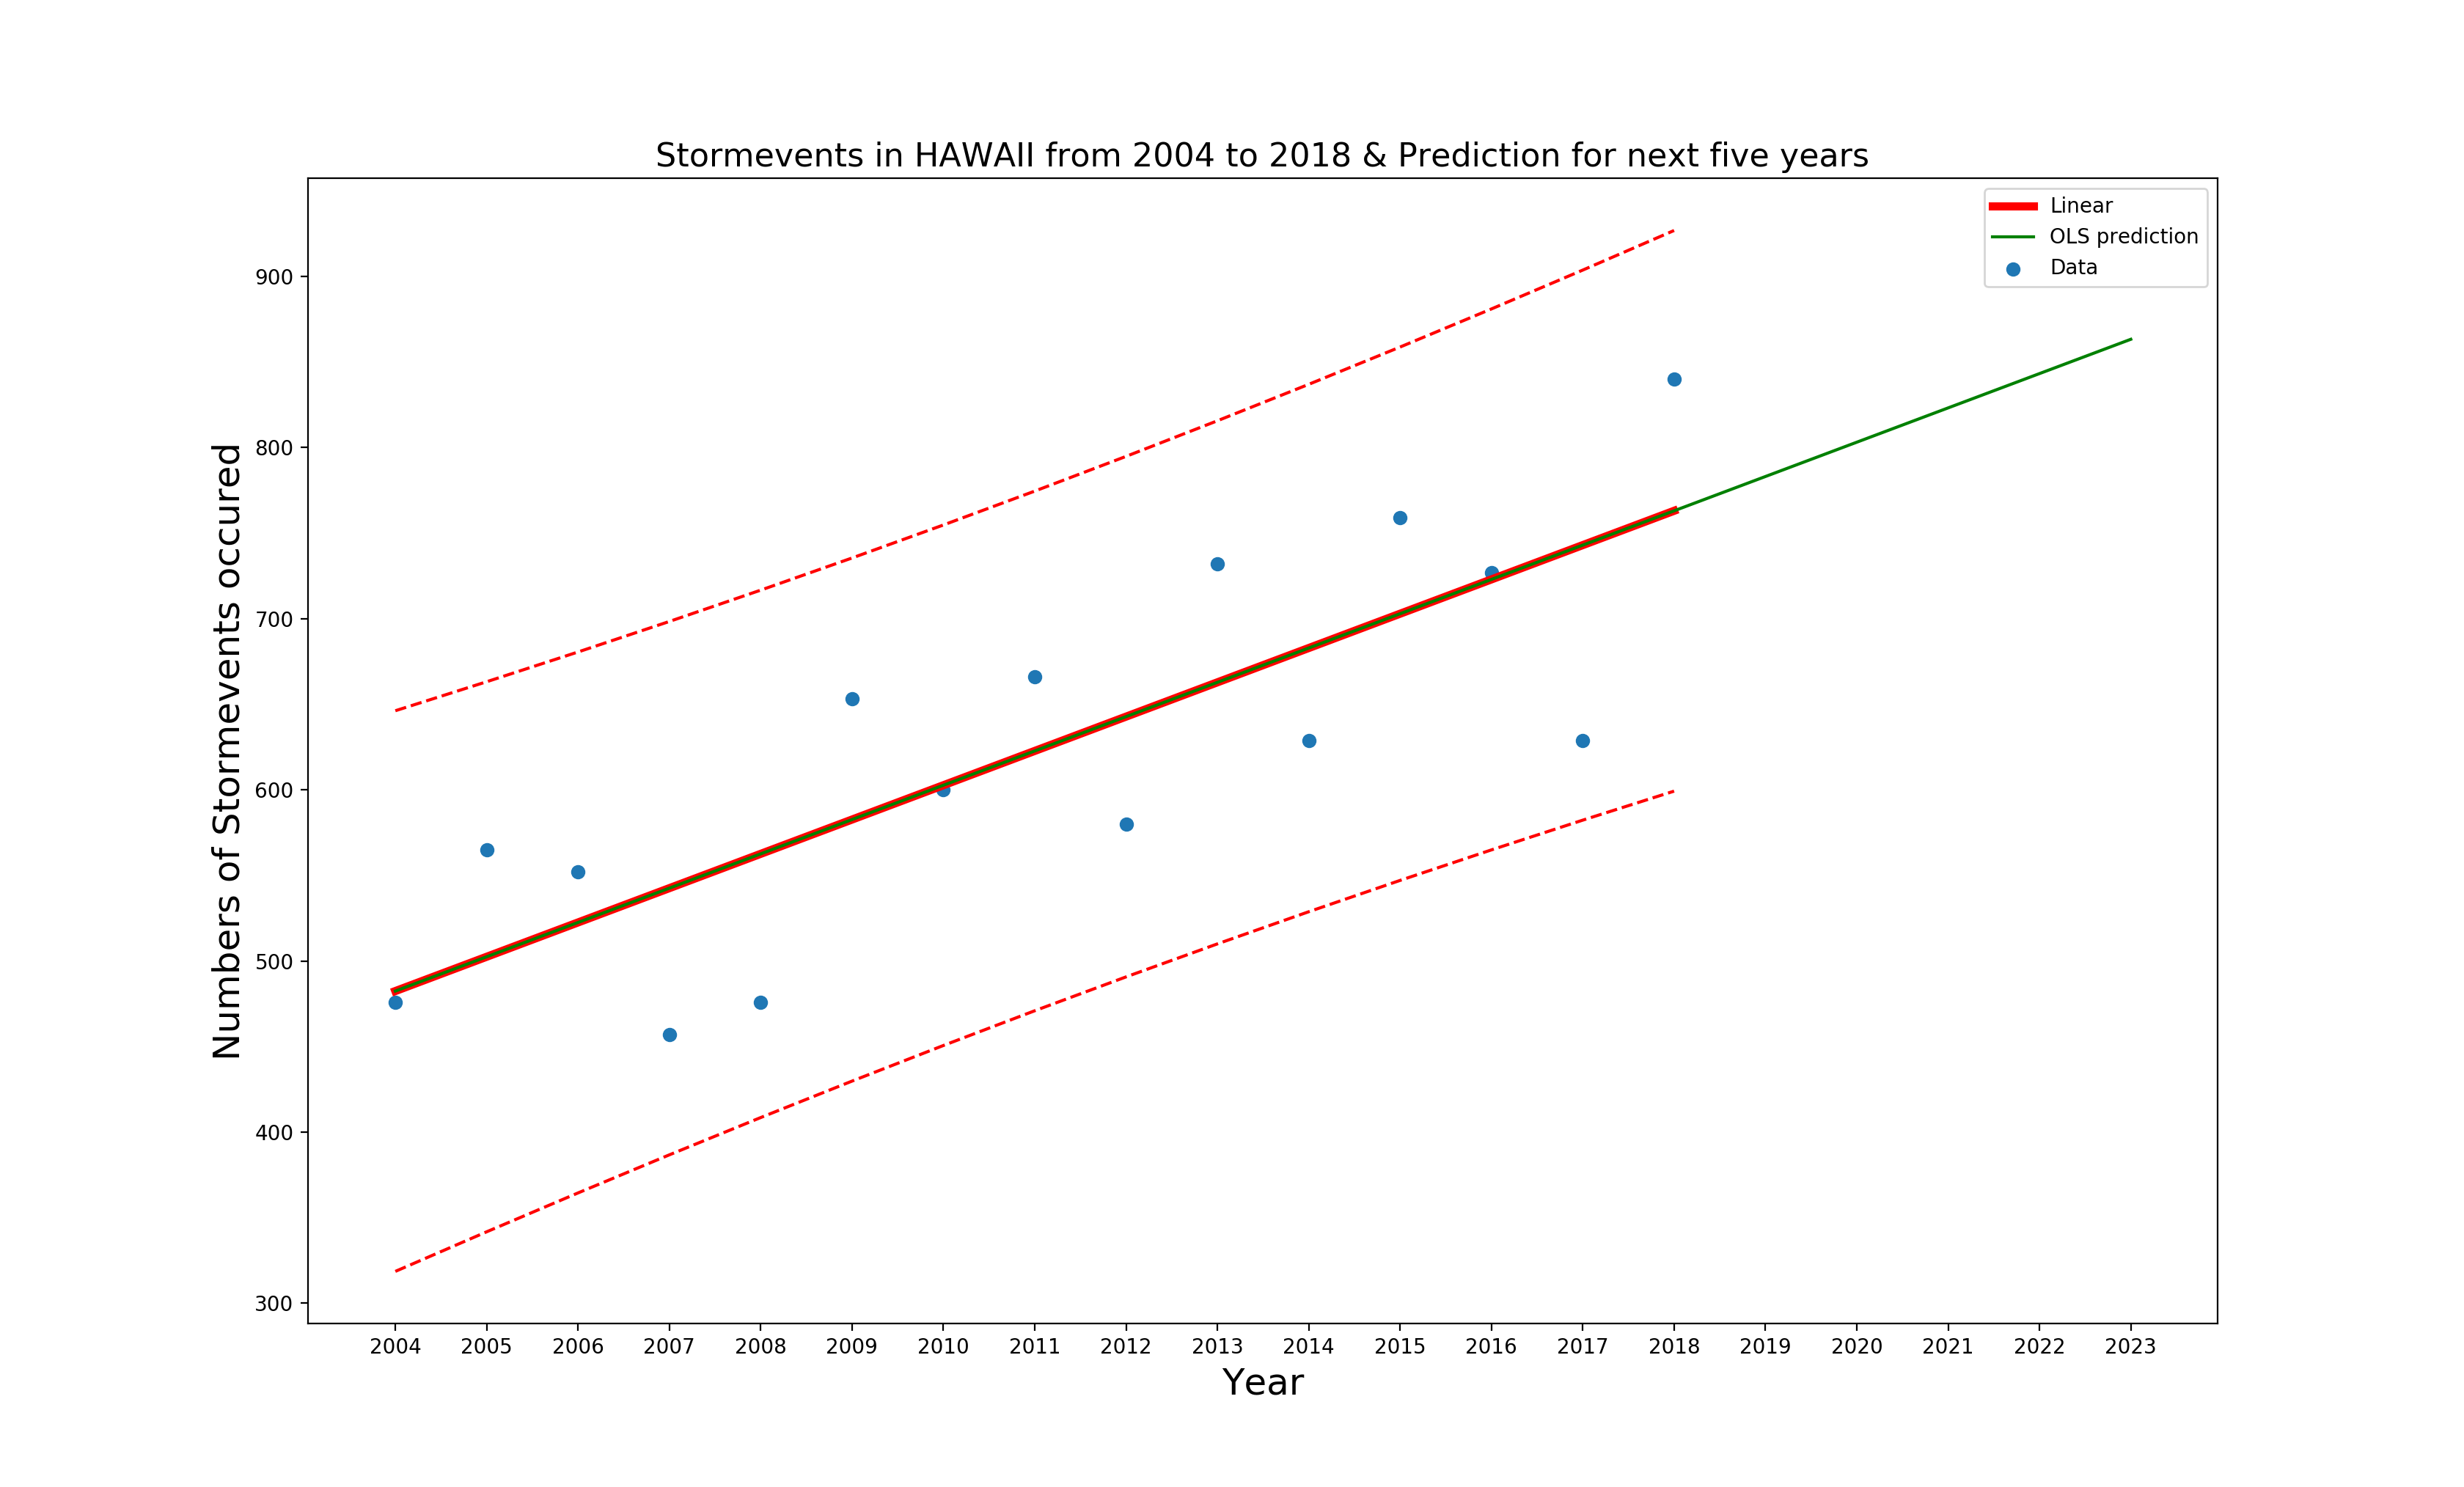 Stormevents in HAWAII from 2004 to 2018 & Prediction for next five years
Linear
OLS prediction
Data
Numbers of Stormevents occured
900
800
700
600
500
400
300
2004 2005 2006 2007 2008 2009 2010 2011 2012 2013 2014 2015 2016 2017 2018 2019 2020 2021 2022 2023
Year